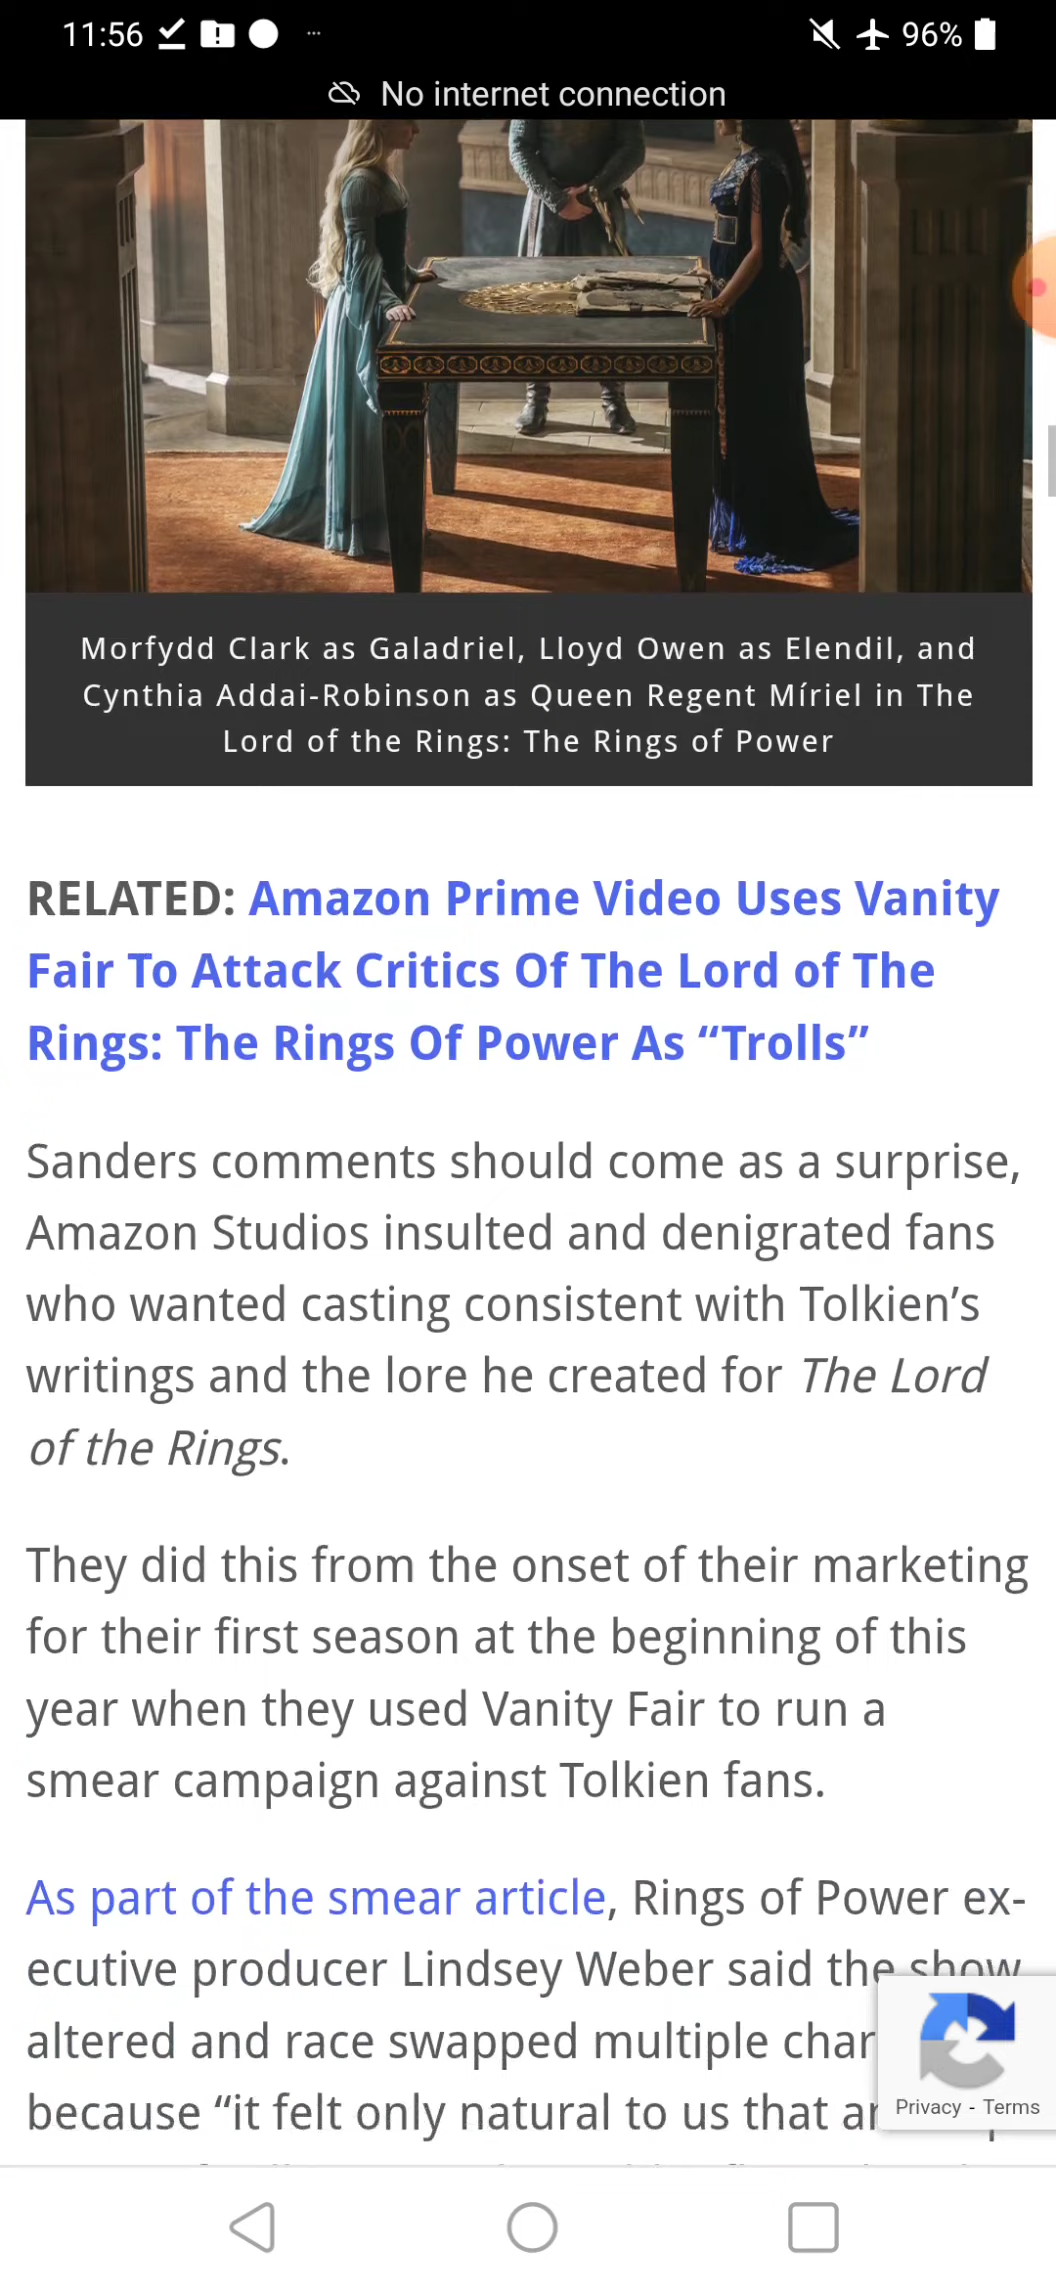 11:56
96%
No internet connection
Morfydd Clark as Galadriel, Lloyd Owen as Elendil, and
Cynthia Addai-Robinson as Queen Regent Míriel in The
Lord of the Rings: The Rings of Power
RELATED: Amazon Prime Video Uses Vanity
Fair To Attack Critics Of The Lord of The
Rings: The Rings Of Power As “Trolls”
Sanders comments should come as a surprise,
Amazon Studios insulted and denigrated fans
who wanted casting consistent with Tolkien’s
writings and the lore he created for The Lord
of the Rings.
They did this from the onset of their marketing
for their first season at the beginning of this
year when they used Vanity Fair to run a
smear campaign against Tolkien fans.
As part of the smear article, Rings of Power ex-
ecutive producer Lindsey Weber said the show
altered and race swapped multiple char
because “it felt only natural to us that
Privacy - Terms